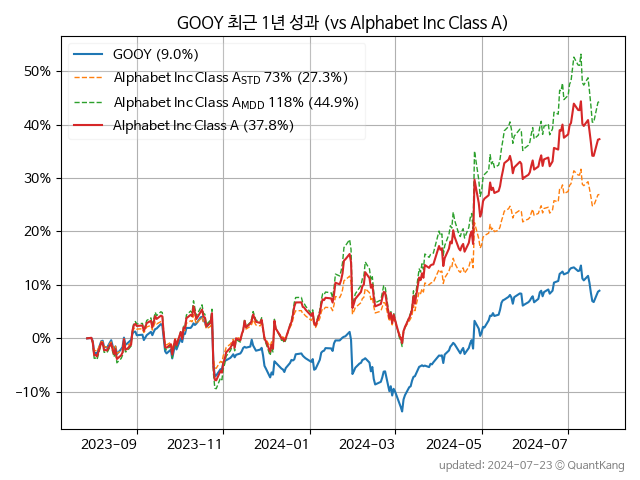 GOOY 최근 1년 성과 (vs Alphabet Inc Class A)
GOOY (9.0%)
Alphabet Inc Class A STD 73% (27.3%)
Alphabet Inc Class A MDD 118% (44.9%)
Alphabet Inc Class A (37.8%)
50%
40%
30%
20%
10%
0%
−10%
2023-09 2023-11 2024-01 2024-03 2024-05 2024-07
updated: 2024-07-23 ⓒ QuantKang